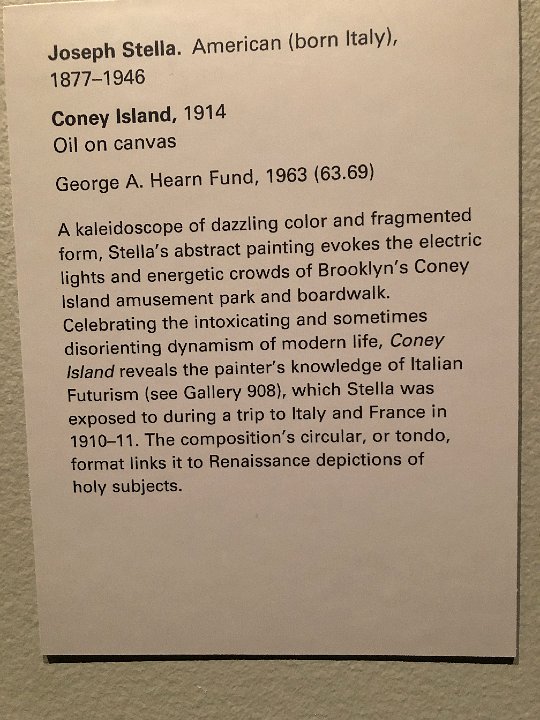 Joseph Stella. American (born Italy),
1877–1946
Coney Island, 1914
Oil on canvas
George A. Hearn Fund, 1963 (63.69)
A kaleidoscope of dazzling color and fragmented
form, Stella's abstract painting evokes the electric
lights and energetic crowds of Brooklyn's Coney
Island amusement park and boardwalk.
Celebrating the intoxicating and sometimes
disorienting dynamism of modern life, Coney
Island reveals the painter's knowledge of Italian
Futurism (see Gallery 908), which Stella was
exposed to during a trip to Italy and France in
1910–11. The composition's circular, or tondo,
format links it to Renaissance depictions of
holy subjects.